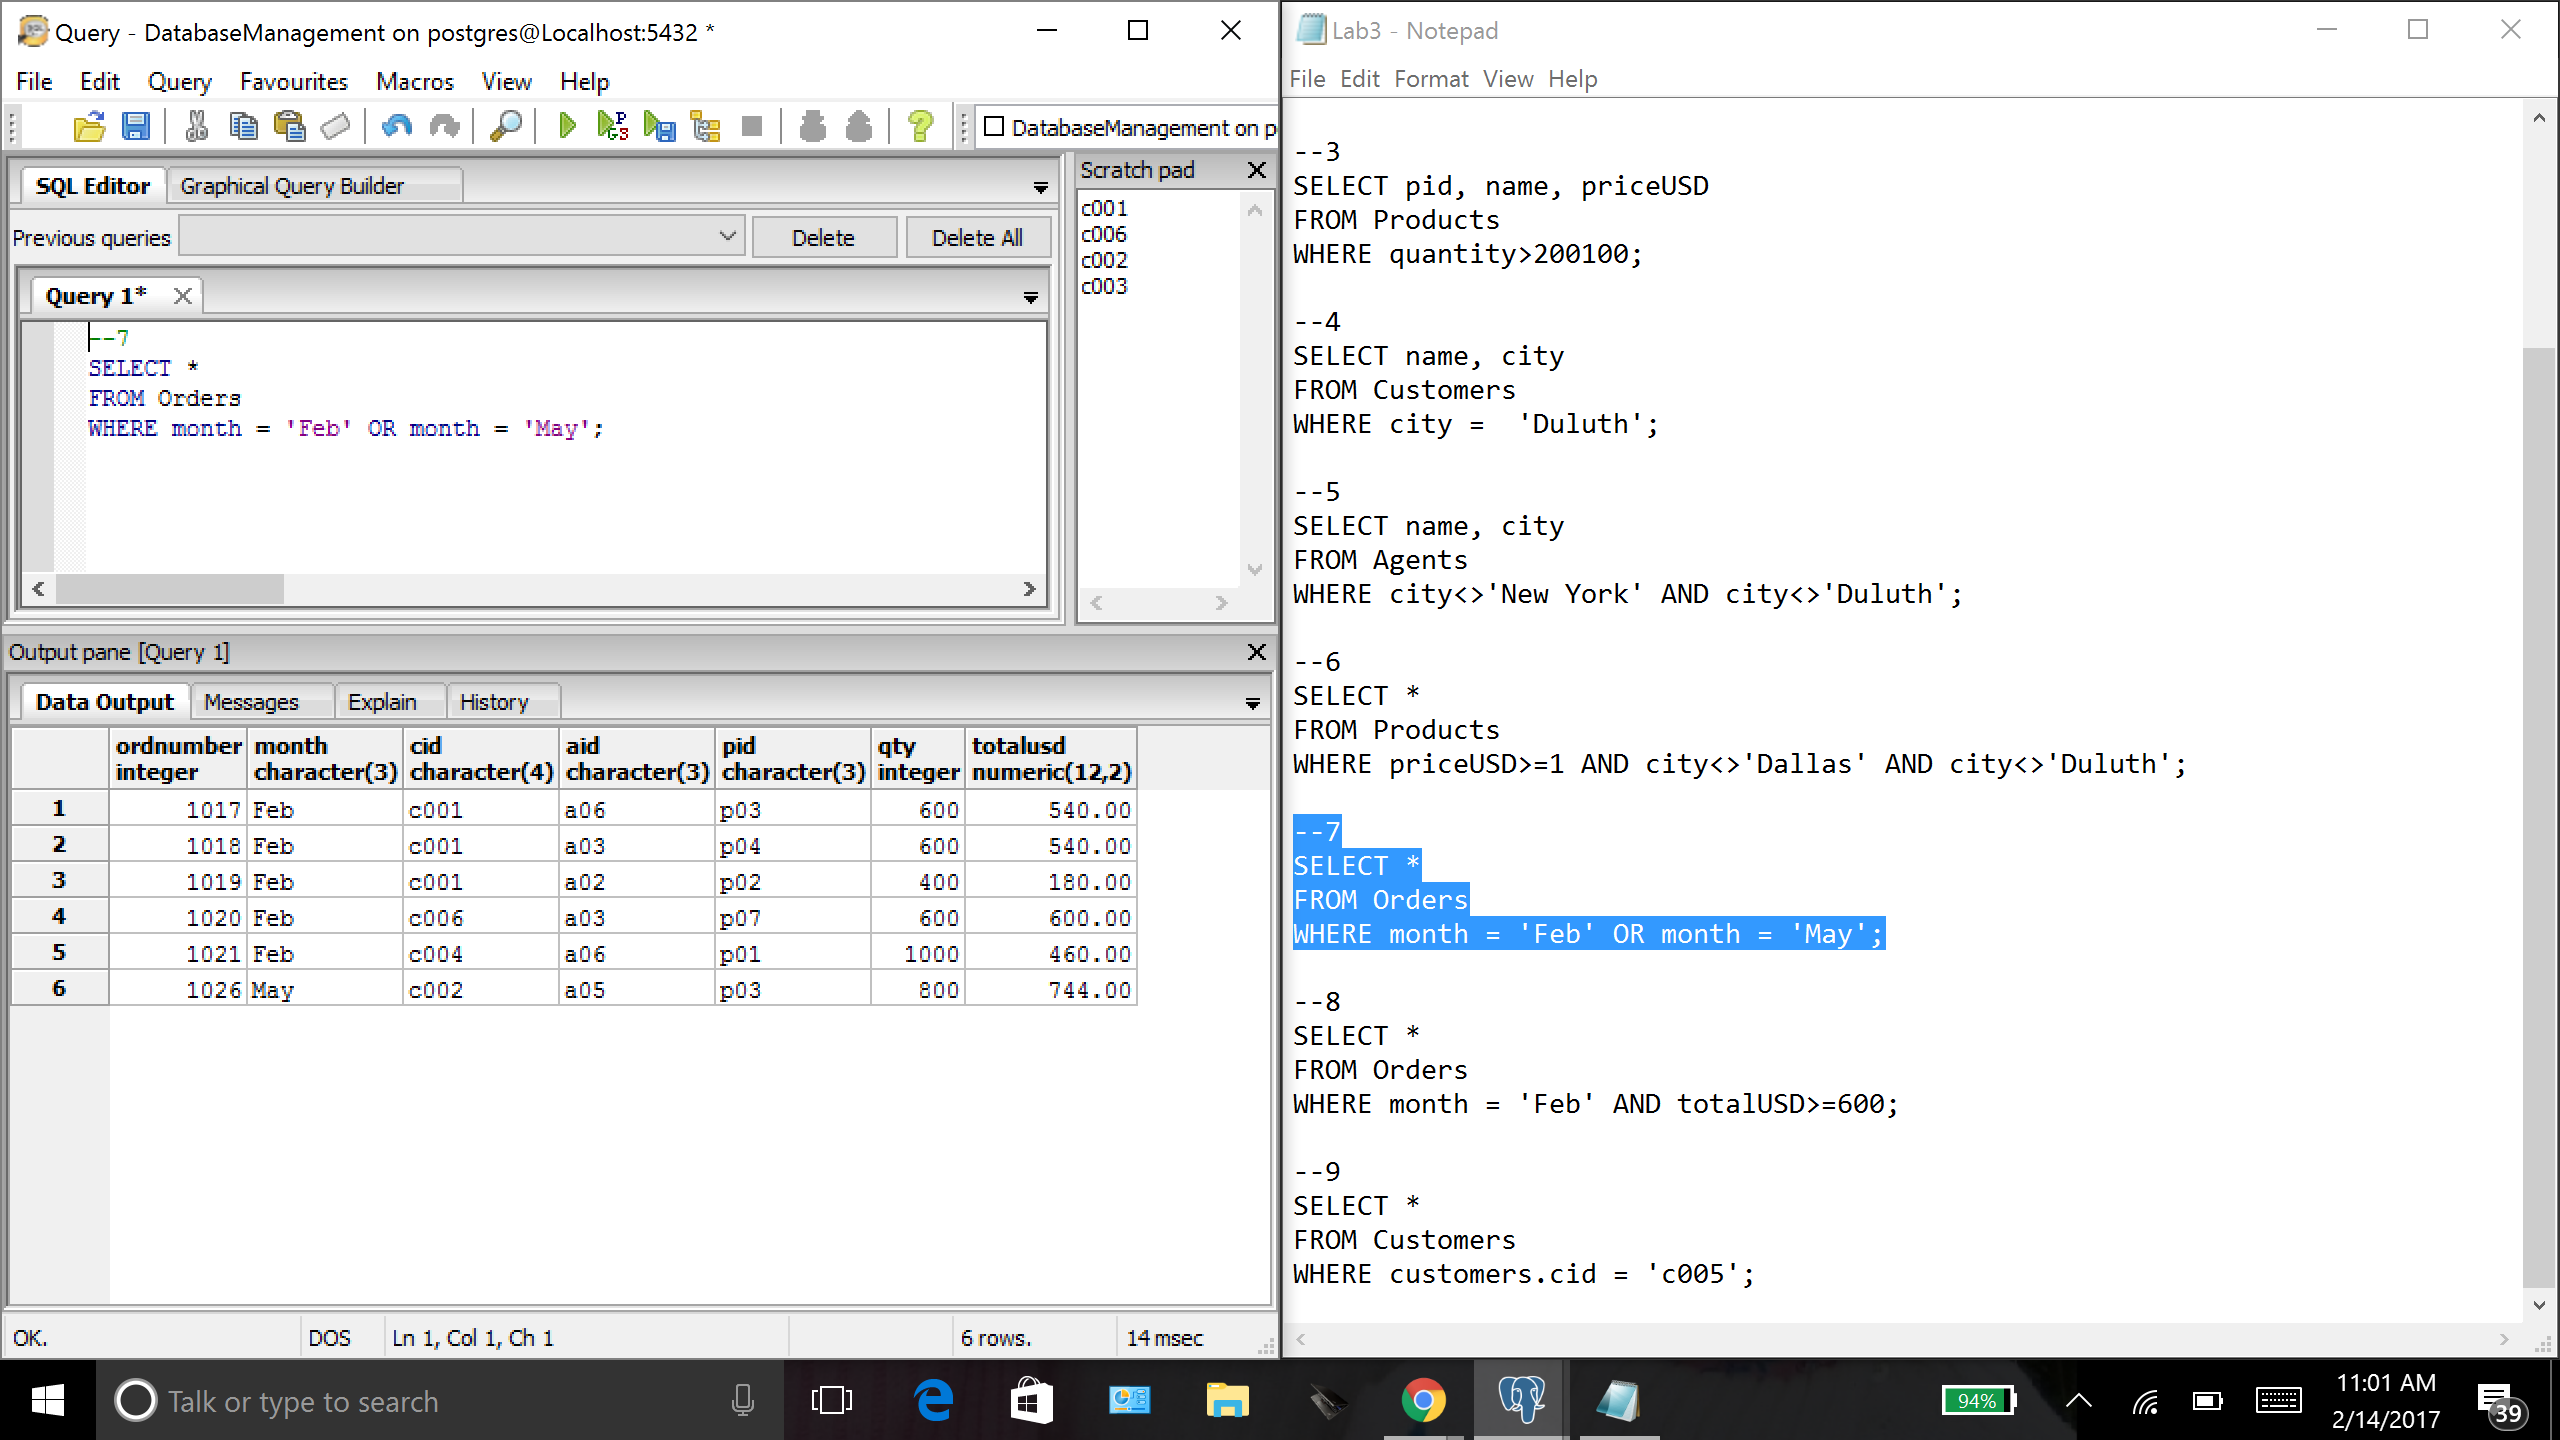 Query - DatabaseManagement on postgres@Localhost:5432 *
File Edit Query Favourites Macros View Help
DatabaseManagement on p
SQL Editor Graphical Query Builder
Previous queries Delete Delete All
Query 1*
--7
SELECT *
FROM Orders
WHERE month = 'Feb' OR month = 'May';
Scratch pad
c001
c006
c002
c003
Output pane [Query 1]
Data Output Messages Explain History
ordnumber month cid aid pid qty totalusd
integer character(3) character(4) character(3) character(3) integer numeric(12,2)
1 1017 Feb c001 a06 p03 600 540.00
2 1018 Feb c001 a03 p04 600 540.00
3 1019 Feb c001 a02 p02 400 180.00
4 1020 Feb c006 a03 p07 600 600.00
5 1021 Feb c004 a06 p01 1000 460.00
6 1026 May c002 a05 p03 800 744.00
OK. DOS Ln 1, Col 1, Ch 1 6 rows. 14 msec
Lab3 - Notepad
File Edit Format View Help
--3
SELECT pid, name, priceUSD
FROM Products
WHERE quantity>200100;
--4
SELECT name, city
FROM Customers
WHERE city =  'Duluth';
--5
SELECT name, city
FROM Agents
WHERE city<>'New York' AND city<>'Duluth';
--6
SELECT *
FROM Products
WHERE priceUSD>=1 AND city<>'Dallas' AND city<>'Duluth';
--7
SELECT *
FROM Orders
WHERE month = 'Feb' OR month = 'May';
--8
SELECT *
FROM Orders
WHERE month = 'Feb' AND totalUSD>=600;
--9
SELECT *
FROM Customers
WHERE customers.cid = 'c005';
Talk or type to search
94%
11:01 AM
2/14/2017
39